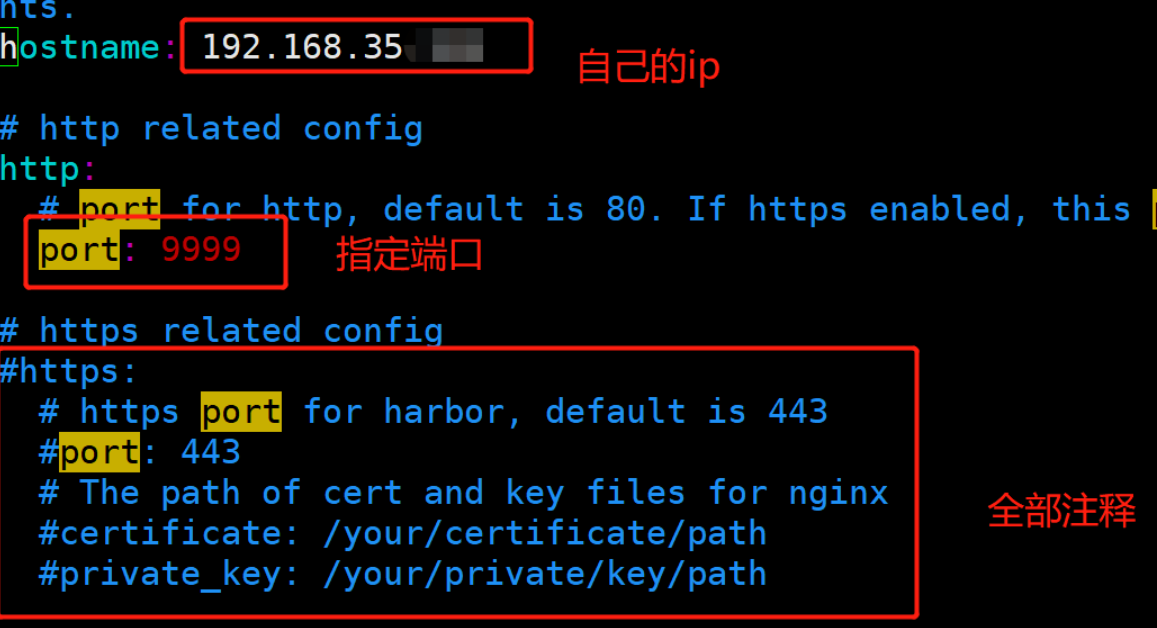 nts.
hostname: 192.168.35
自己的ip
# http related config
http:
# port for http, default is 80. If https enabled, this
port: 9999
指定端口
# https related config
#https:
# https port for harbor, default is 443
#port: 443
# The path of cert and key files for nginx
#certificate: /your/certificate/path
全部注释
#private_key: /your/private/key/path